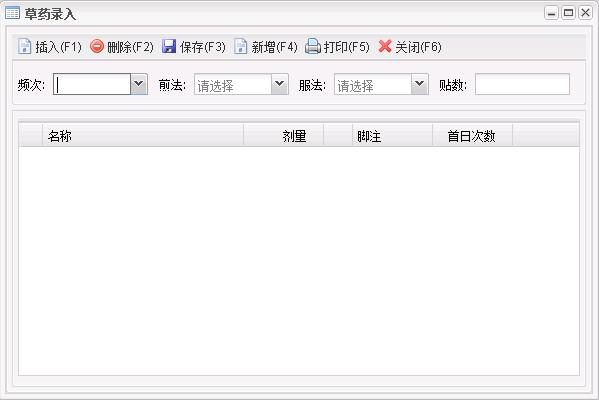 草药录入
插入(F1) 删除(F2) 保存(F3) 新增(F4) 打印(F5) 关闭(F6)
频次: 前法: 请选择 服法: 请选择 贴数:
名称 剂量 脚注 首日次数